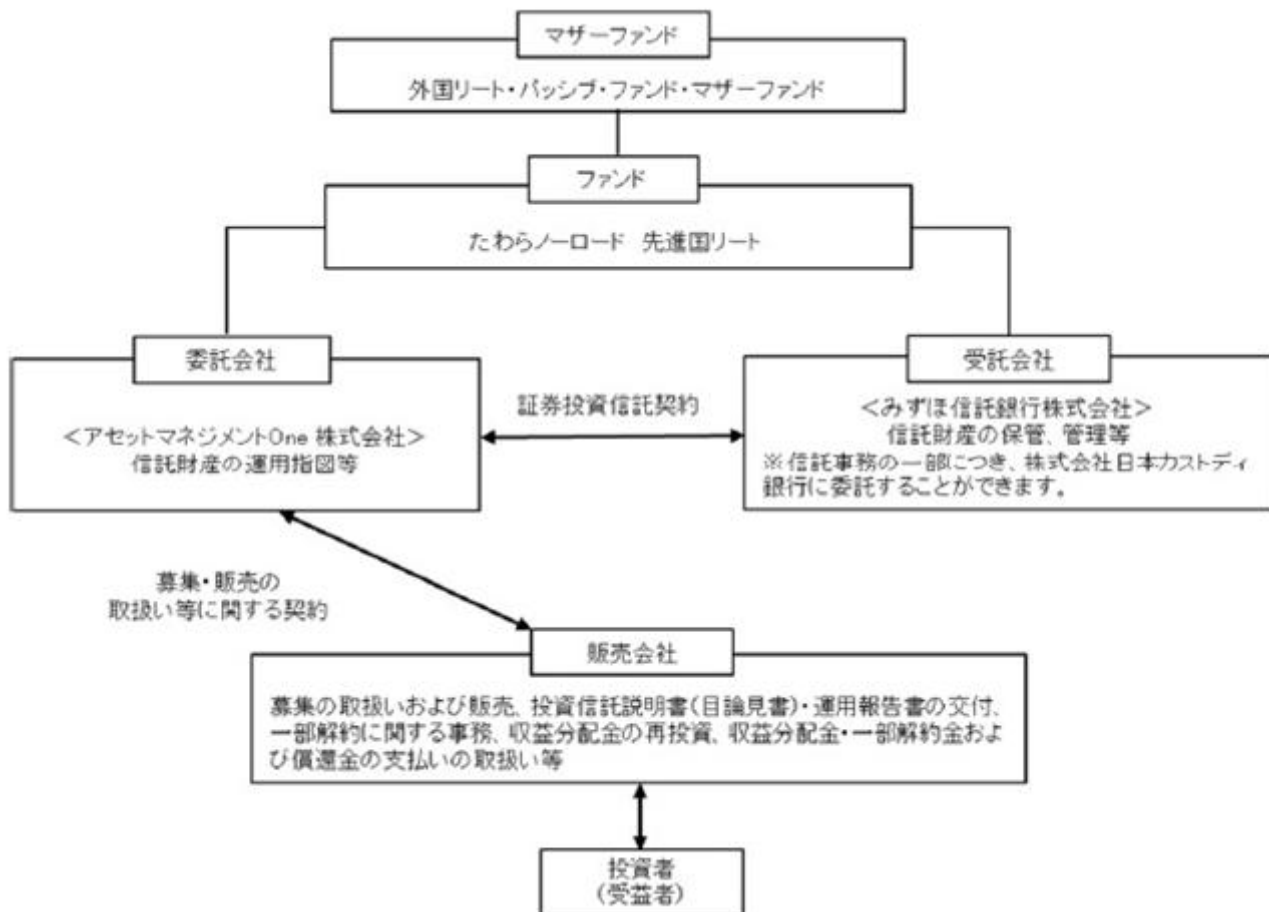 マザーファンド
外国リート・パッシブ・ファンド・マザーファンド
ファンド
たわらノーロード 先進国リート
委託会社
<アセットマネジメントOne 株式会社>
信託財産の運用指図等
証券投資信託契約
受託会社
<みずほ信託銀行株式会社>
信託財産の保管、管理等
※信託事務の一部につき、株式会社日本カストディ
銀行に委託することができます。
募集・販売の
取扱い等に関する契約
販売会社
募集の取扱いおよび販売、投資信託説明書(目論見書)・運用報告書の交付、
一部解約に関する事務、収益分配金の再投資、収益分配金・一部解約金およ
び償還金の支払いの取扱い等
投資者
(受益者)